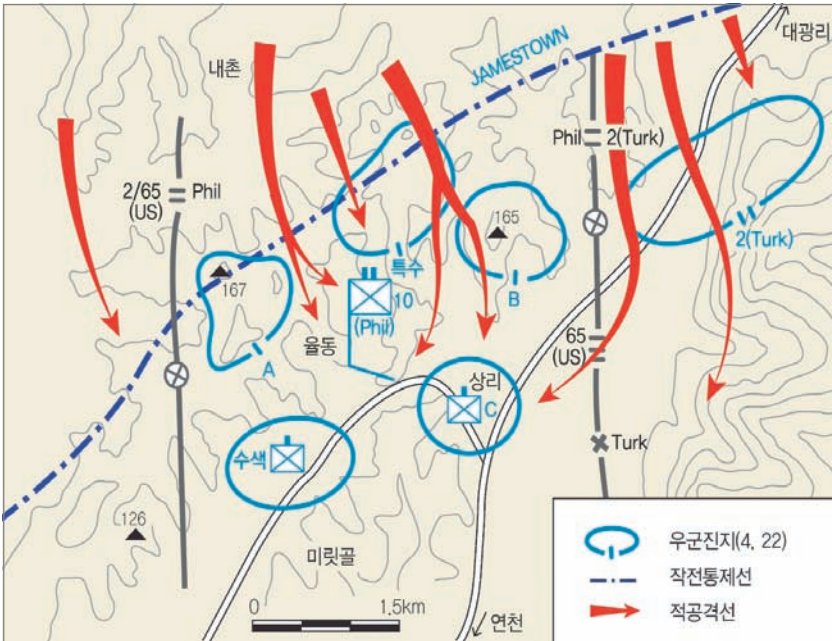 대광리
내촌
JAMESTOWN
Phil
2(Turk)
2/65
(US)
Phil
165
2(Turk)
특수
167
10
(Phil)
B
율동
65
(US)
A
상리
C
수색
Turk
126
미릿골
우군진지(4, 22)
작전통제선
0
1.5km
연천
적공격선